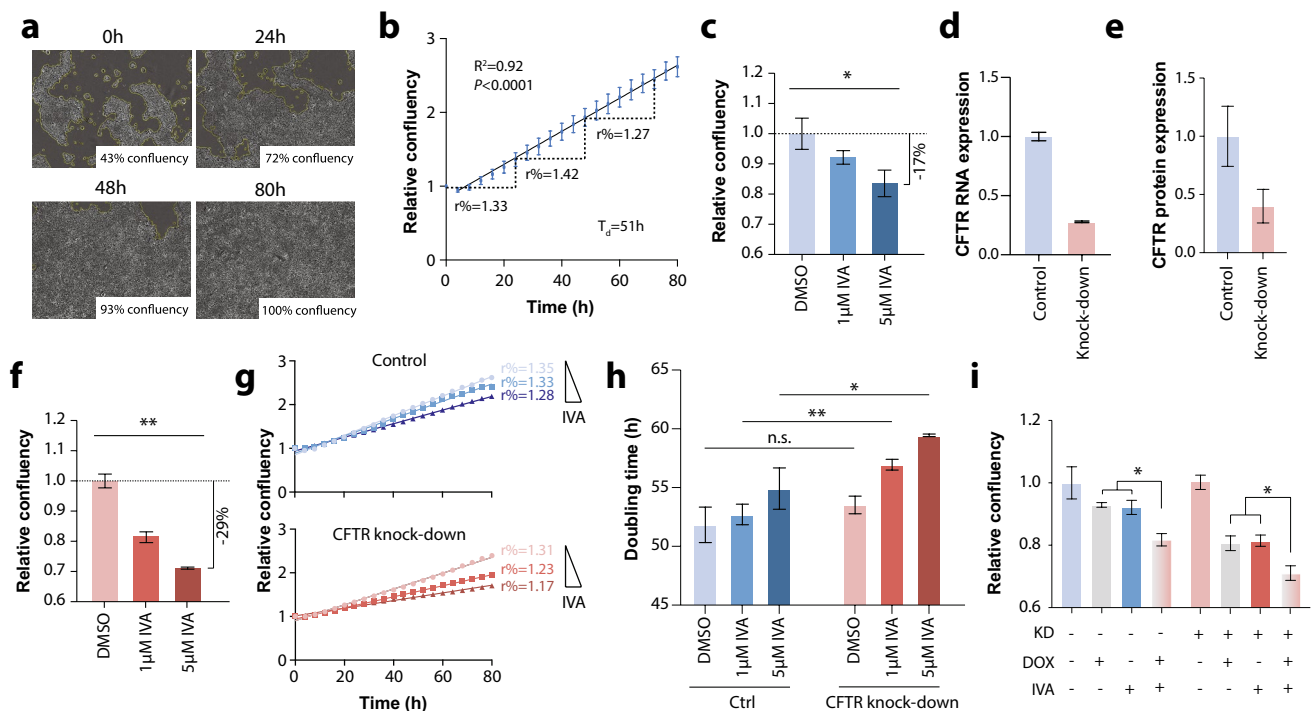 a
0h
24h
43% confluency
72% confluency
48h
80h
93% confluency
100% confluency
b
Relative confluency
3
2
1
0
R²=0.92
P<0.0001
r%=1.33
r%=1.42
r%=1.27
T_d=51h
0 20 40 60 80
Time (h)
c
Relative confluency
1.2
1.1
1.0
0.9
0.8
0.7
0.6
*
-17%
DMSO
1μM IVA
5μM IVA
d
CFTR RNA expression
1.5
1.0
0.5
0.0
Control
Knock-down
e
CFTR protein expression
1.5
1.0
0.5
0.0
Control
Knock-down
f
Relative confluency
1.2
1.1
1.0
0.9
0.8
0.7
0.6
**
-29%
DMSO
1μM IVA
5μM IVA
g
Relative confluency
Control
3
2
1
0
r%=1.35
r%=1.33
r%=1.28
IVA
0 20 40 60 80
Relative confluency
CFTR knock-down
3
2
1
0
r%=1.31
r%=1.23
r%=1.17
IVA
0 20 40 60 80
Time (h)
h
Doubling time (h)
65
60
55
50
45
n.s.
**
*
DMSO
1μM IVA
5μM IVA
DMSO
1μM IVA
5μM IVA
Ctrl
CFTR knock-down
i
Relative confluency
1.2
1.0
0.8
0.6
*
*
KD - - - - + + + +
DOX - + - + - + - +
IVA - - + + - - + +